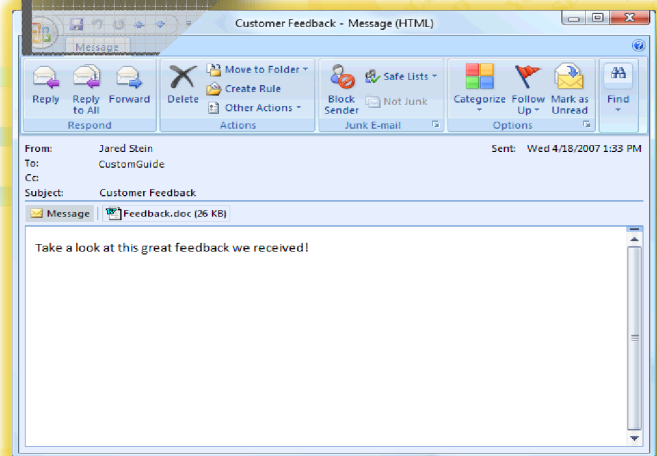 Customer Feedback - Message (HTML)
Message
Reply Reply to All Forward
Respond
Delete Move to Folder
Create Rule
Other Actions
Actions
Block Sender Safe Lists
Not Junk
Junk E-mail
Categorize Follow Up Mark as Unread
Options
Find
From: Jared Stein Sent: Wed 4/18/2007 1:33 PM
To: CustomGuide
Cc:
Subject: Customer Feedback
Message Feedback.doc (26 KB)
Take a look at this great feedback we received!